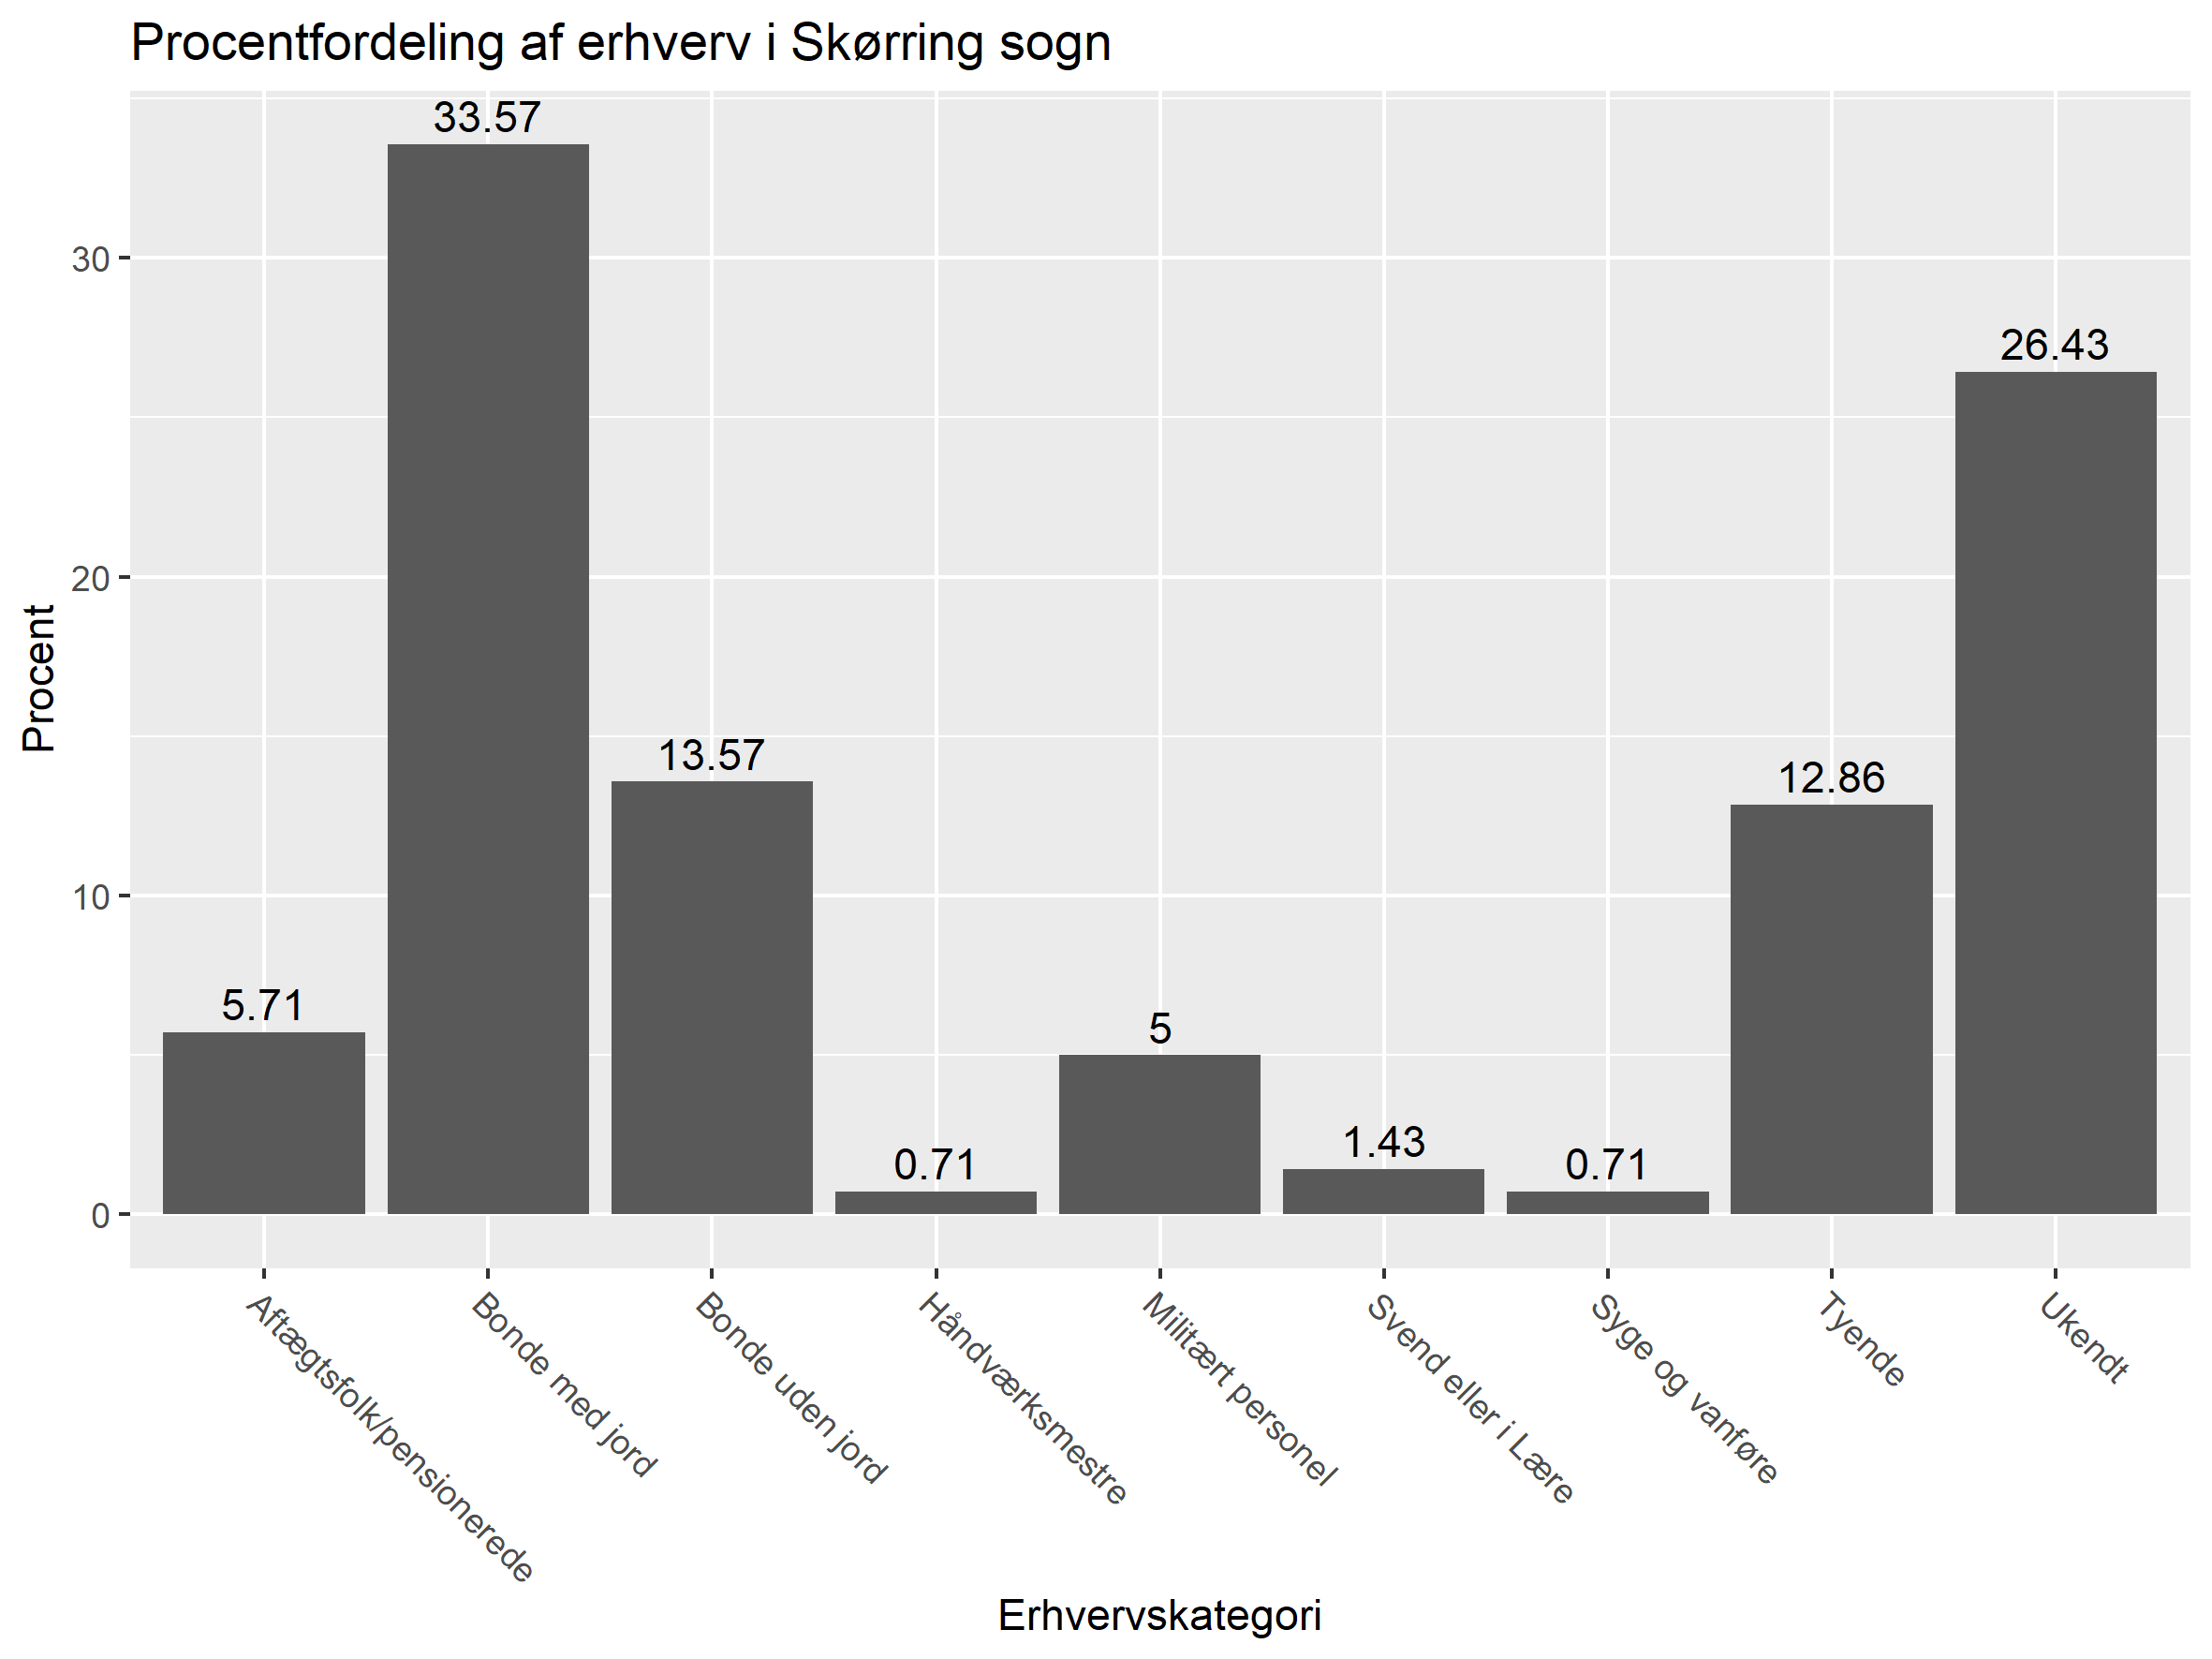 Procentfordeling af erhverv i Skørring sogn
Procent
30
20
10
0
5.71
33.57
13.57
0.71
5
1.43
0.71
12.86
26.43
Aftægtsfolk/pensionerede
Bonde med jord
Bonde uden jord
Håndværksmestre
Militært personel
Svend eller i Lære
Syge og vanføre
Tyende
Ukendt
Erhvervskategori